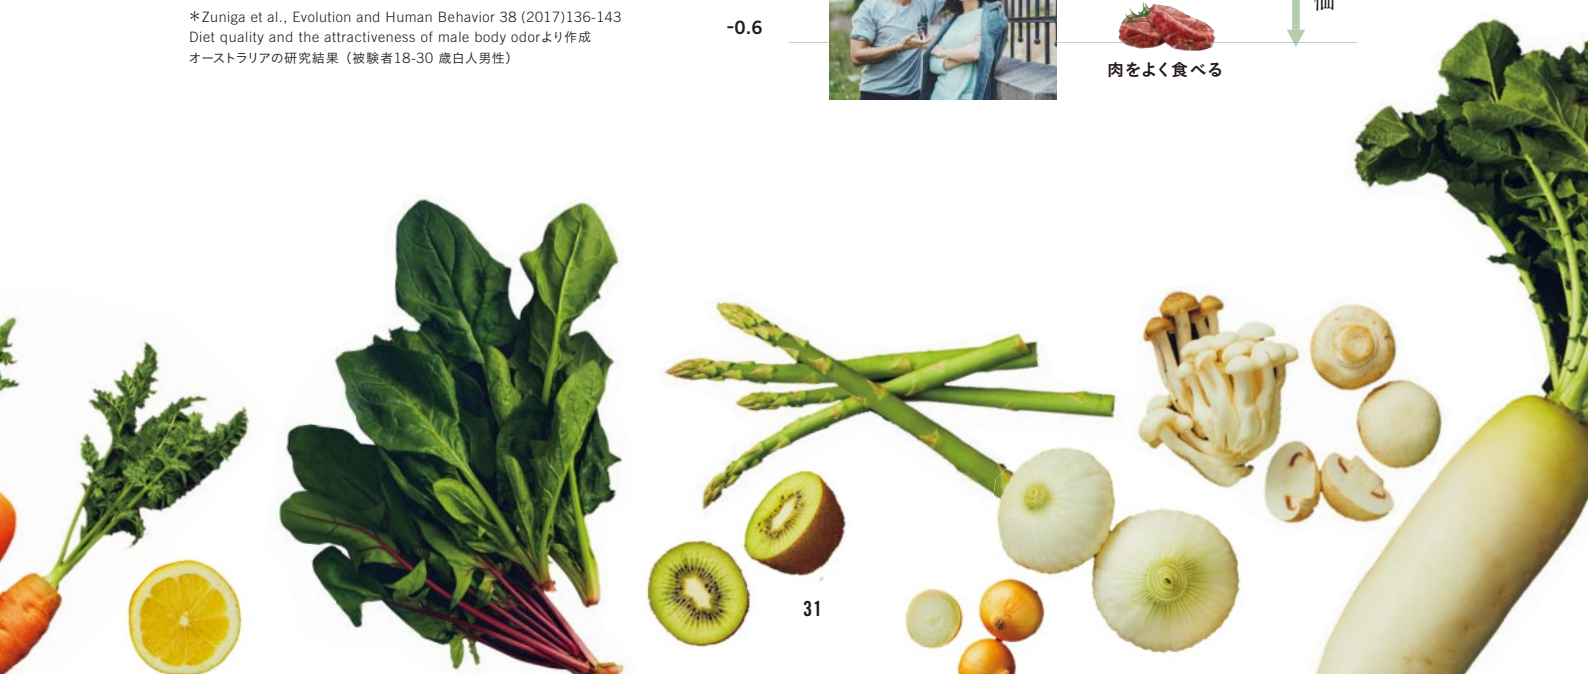 ＊Zuniga et al., Evolution and Human Behavior 38 (2017)136-143
Diet quality and the attractiveness of male body odorより作成
オーストラリアの研究結果（被験者18-30 歳白人男性）
-0.6
肉をよく食べる
31